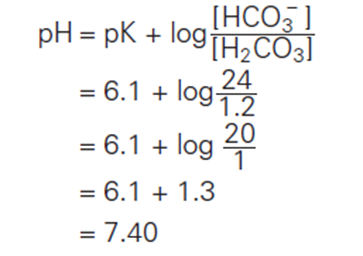 pH = pK + log [HCO₃⁻] / [H₂CO₃]
= 6.1 + log 24 / 1.2
= 6.1 + log 20 / 1
= 6.1 + 1.3
= 7.40